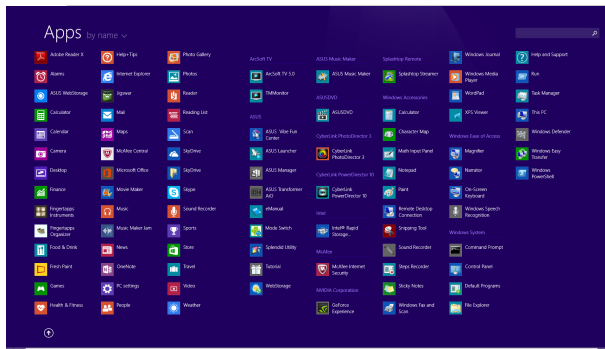 Apps by name
Adobe Reader X
Alarms
ASUS WebStorage
Calculator
Calendar
Camera
Desktop
Finance
Fingertapps
Instruments
Fingertapps
Organizer
Food & Drink
Fresh Paint
Games
Health & Fitness
Help+Tips
Internet Explorer
Jigswar
Mail
Maps
McAfee Central
Microsoft Office
Movie Maker
Music
Music Maker Jam
News
OneNote
PC settings
People
Photo Gallery
Photos
Reader
Reading List
Scan
SkyDrive
SkyDrive
Skype
Sound Recorder
Sports
Store
Travel
Video
Weather
ArcSoft TV
ArcSoft TV 5.0
TMMonitor
ASUS
ASUS Vibe Fun
Center
ASUS Launcher
ASUS Manager
ASUS Transformer
AiO
eManual
Mode Switch
Splendid Utility
Tutorial
WebStorage
ASUS Music Maker
ASUS Music Maker
ASUSDVD
ASUSDVD
CyberLink PhotoDirector 3
CyberLink
PhotoDirector 3
CyberLink PowerDirector 10
CyberLink
PowerDirector 10
Intel
Intel® Rapid
Storage...
McAfee
McAfee Internet
Security
NVIDIA Corporation
GeForce
Experience
Splashtop Remote
Splashtop Streamer
Windows Accessories
Calculator
Character Map
Math Input Panel
Notepad
Paint
Remote Desktop
Connection
Snipping Tool
Sound Recorder
Steps Recorder
Sticky Notes
Windows Fax and
Scan
Windows Journal
Windows Media
Player
WordPad
XPS Viewer
Windows Ease of Access
Magnifier
Narrator
On-Screen
Keyboard
Windows Speech
Recognition
Windows System
Command Prompt
Control Panel
Default Programs
File Explorer
Help and Support
Run
Task Manager
This PC
Windows Defender
Windows Easy
Transfer
Windows
PowerShell